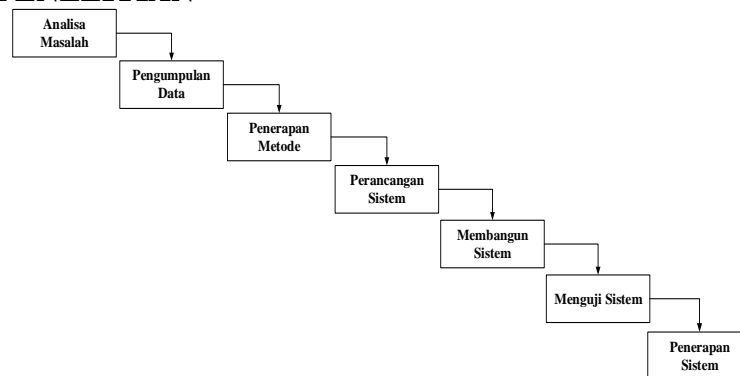 Analisa
Masalah
Pengumpulan
Data
Penerapan
Metode
Perancangan
Sistem
Membangun
Sistem
Menguji Sistem
Penerapan
Sistem